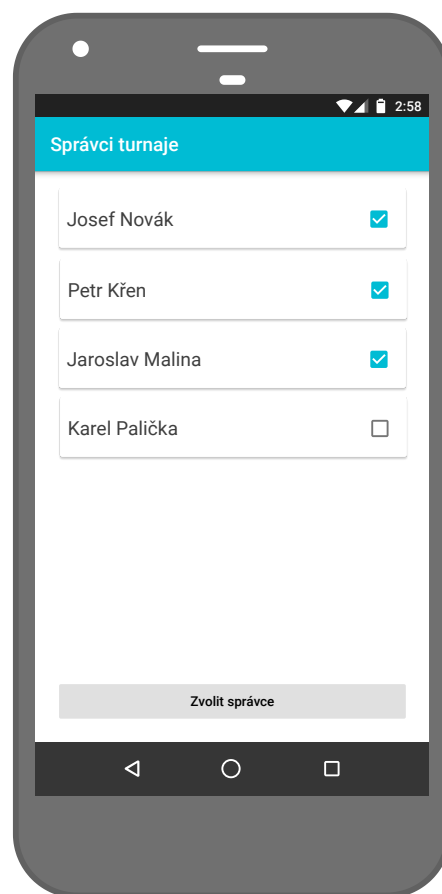 2:58
Správci turnaje
Josef Novák
Petr Křen
Jaroslav Malina
Karel Palička
Zvolit správce